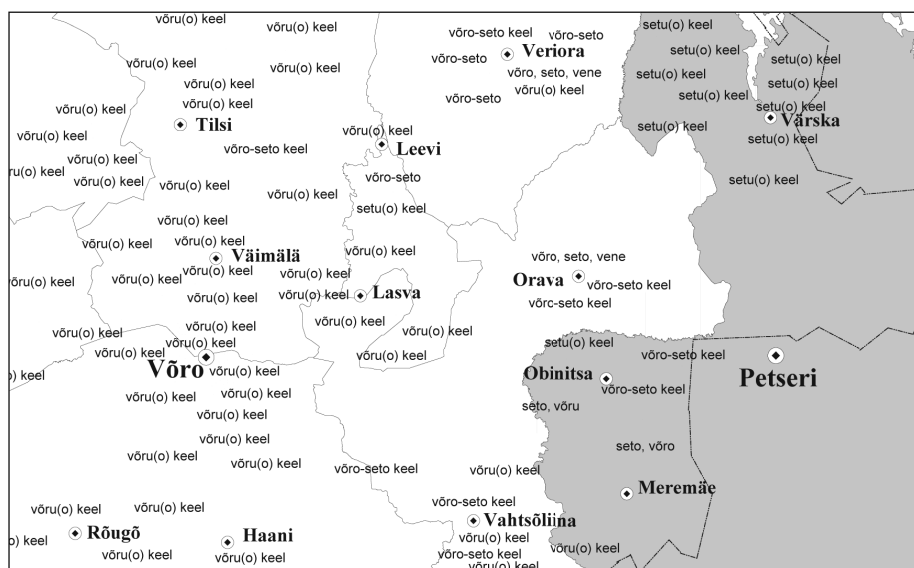 võru(o) keel
setu(o) keel
võro-seto keel
võro-seto
setu(o) keel
Veriora
võro-seto
võru(o) keel
võru(o) keel
võro, seto, vene
setu(o) keel
setu(o) keel
võru(o) keel
võru(o) keel
setu(o) keel
võru(o) keel
võro-seto
setu(o) keel
võru(o) keel
võru(o) keel
setu(o) keel
Tilsi
võru(o) keel
setu(o) keel
Värska
võru(o) keel
Leevi
setu(o) keel
võro-seto keel
võru(o) keel
võro-seto
setu(o) keel
võru(o) keel
võru(o) keel
võru(o) keel
setu(o) keel
võru(o) keel
võru(o) keel
võru(o) keel
võru(o) keel
Väimälä
võro, seto, vene
võru(o) keel
võru(o) keel
Orava
võru(o) keel
võro-seto keel
võru(o) keel
võru(o) keel
Lasva
võrc-seto keel
võru(o) keel
võru(o) keel
võru(o) keel
võru(o) keel
võru(o) keel
setu(o) keel
võru(o) keel
võru(o) keel
võro-seto keel
Võro
võru(o) keel
Obinitsa
Petseri
võru(o) keel
võru(o) keel
võro-seto keel
võru(o) keel
seto, võru
võru(o) keel
seto, võro
võru(o) keel
võru(o) keel
võro-seto keel
võru(o) keel
Meremäe
võru(o) keel
võru(o) keel
võro-seto keel
Vahtsõliina
Rõugõ
Haani
võru(o) keel
võru(o) keel
võru(o) keel
võro-seto keel
võru(o) keel
võru(o) keel